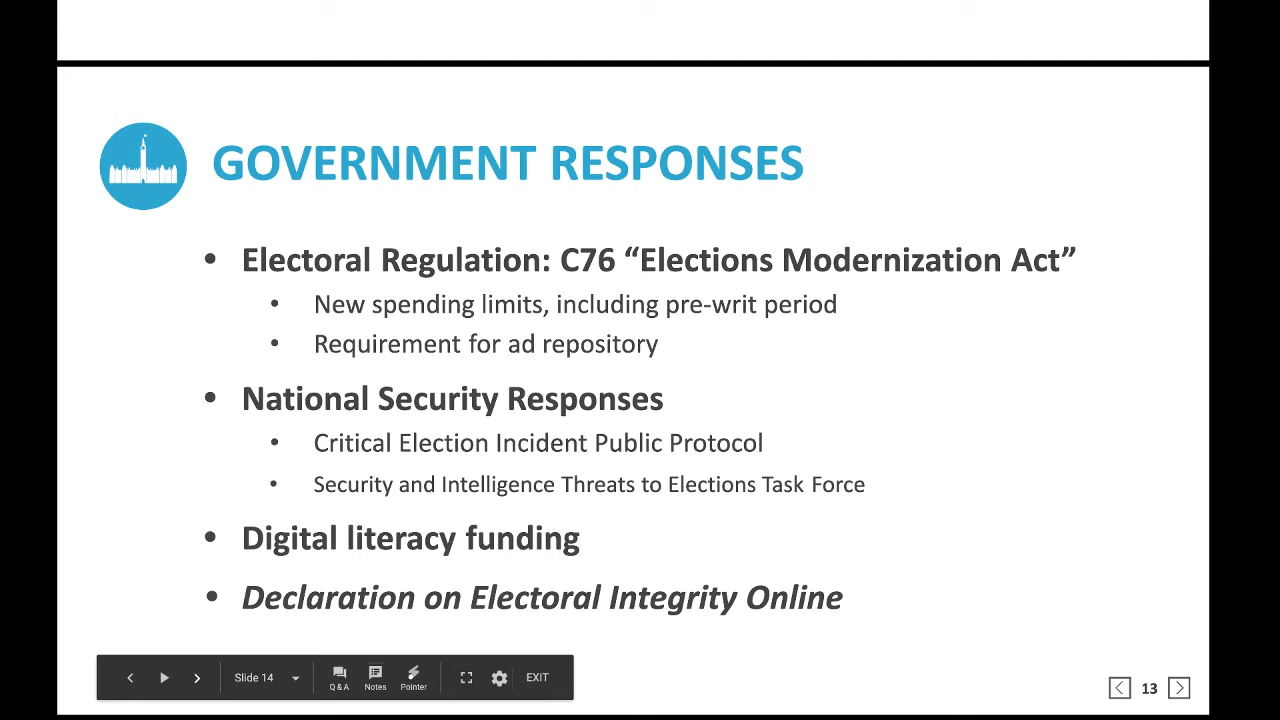 GOVERNMENT RESPONSES
• Electoral Regulation: C76 “Elections Modernization Act”
• New spending limits, including pre-writ period
• Requirement for ad repository
• National Security Responses
• Critical Election Incident Public Protocol
• Security and Intelligence Threats to Elections Task Force
• Digital literacy funding
• Declaration on Electoral Integrity Online
Slide 14
Q & A
Notes
Pointer
EXIT
13